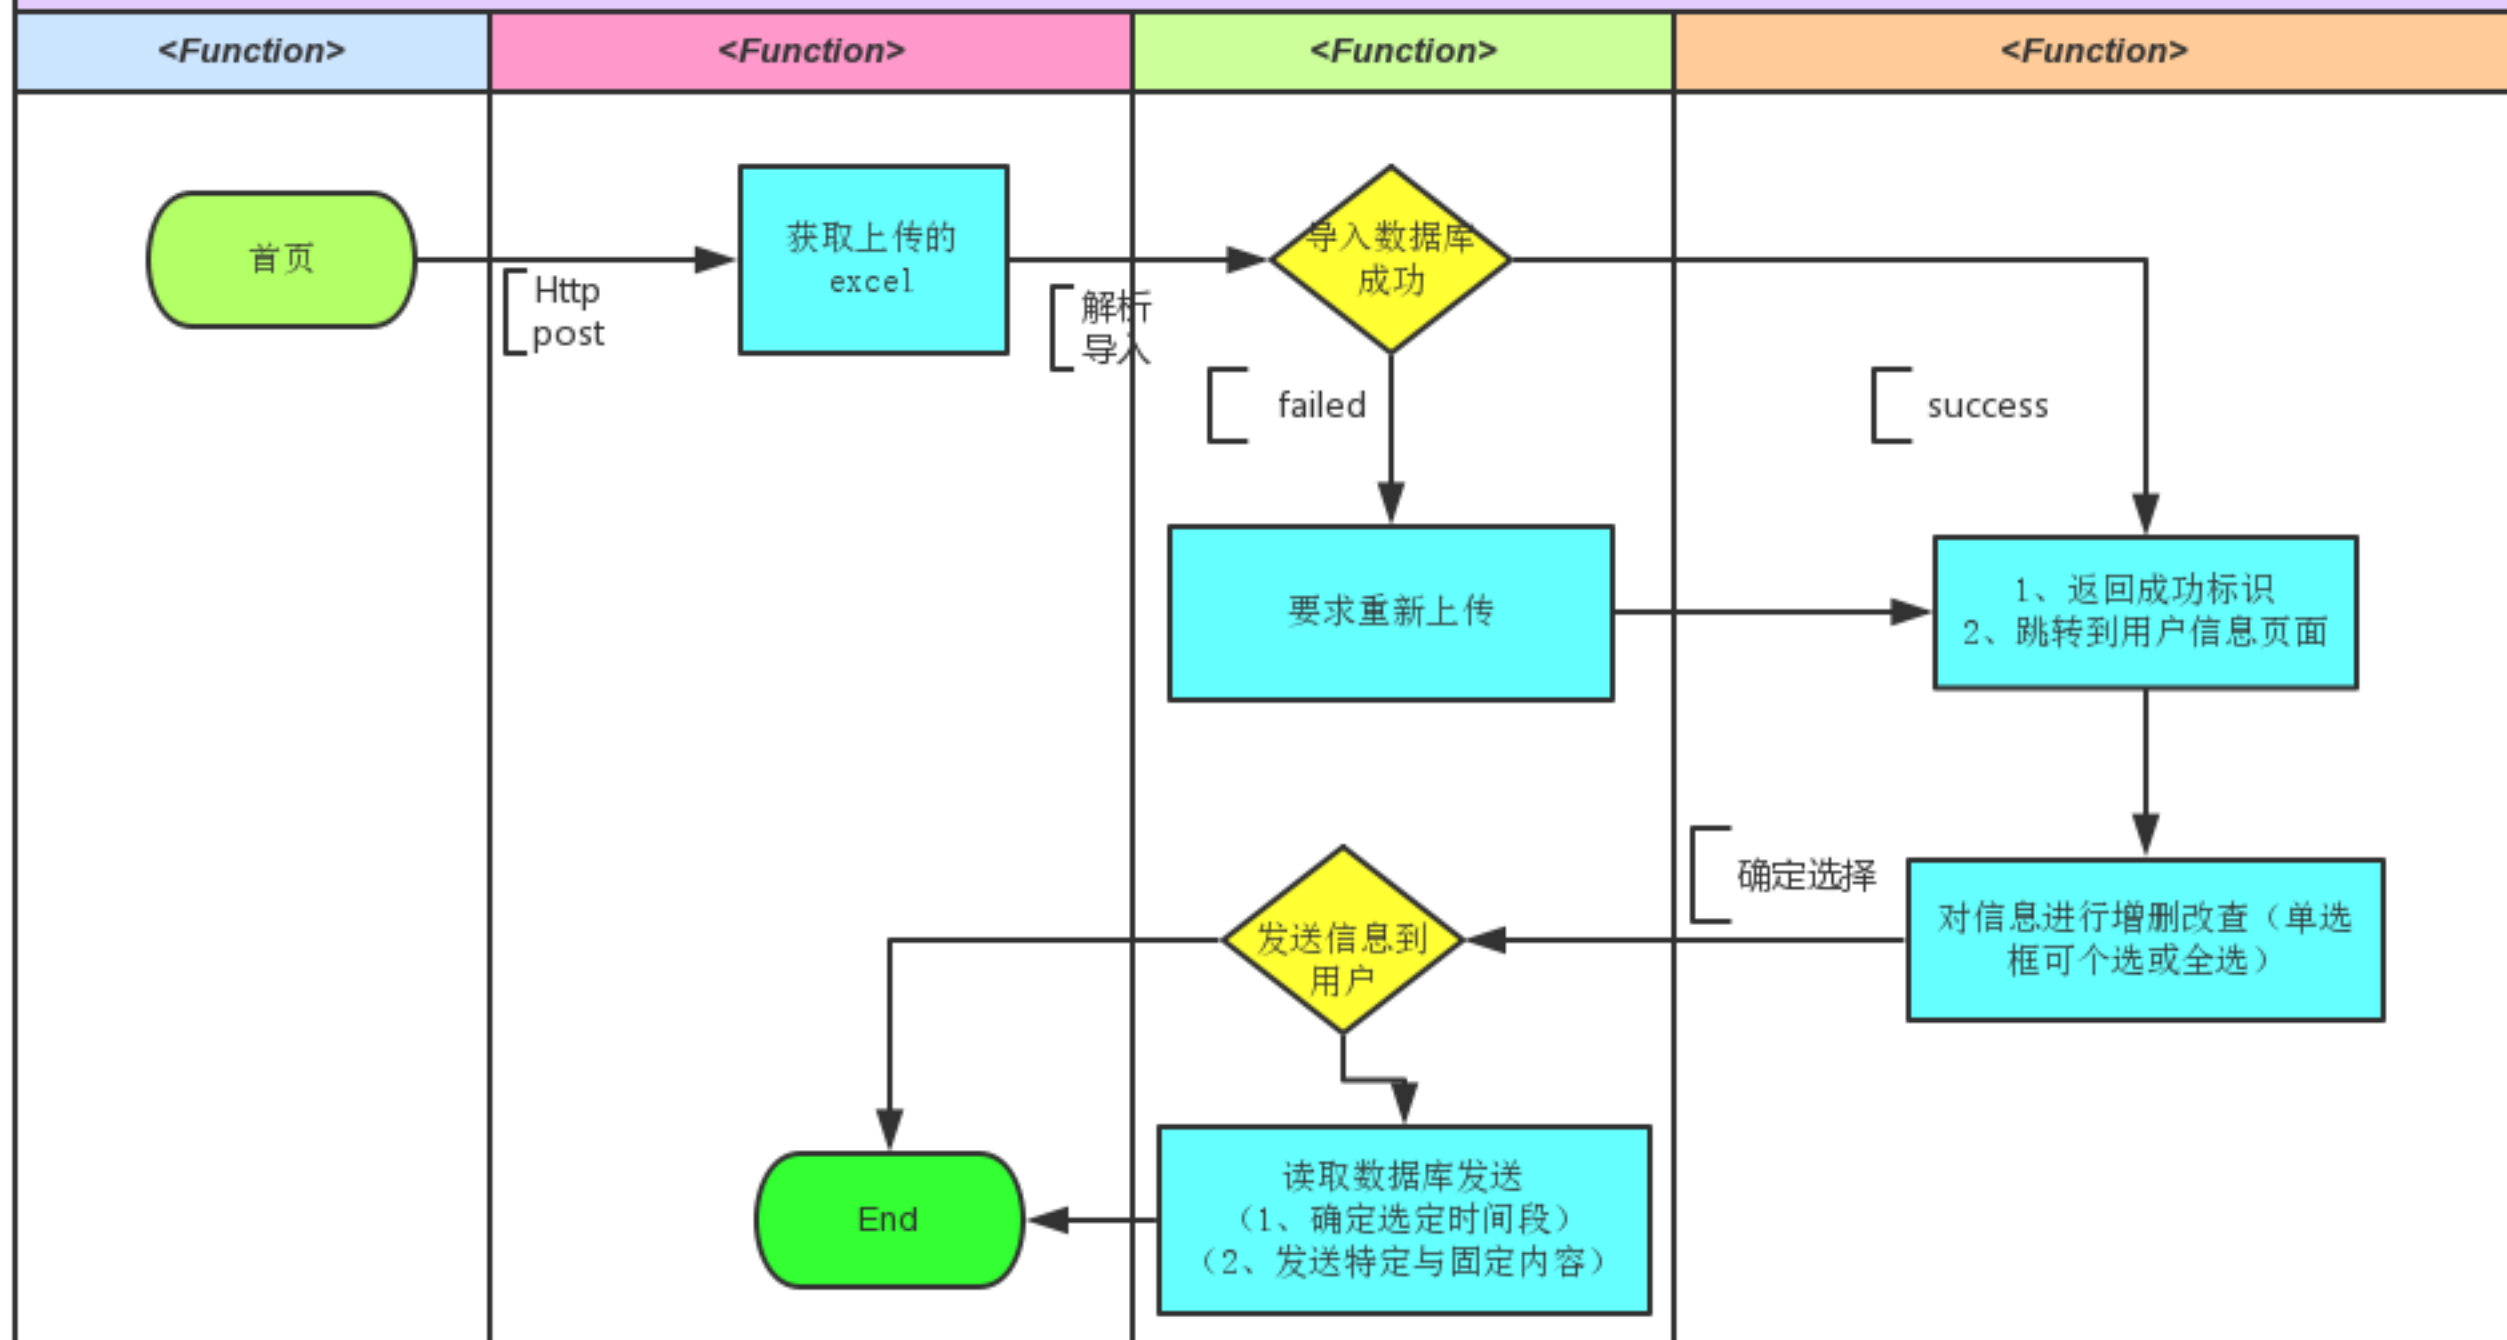 <Function>
<Function>
<Function>
<Function>
首页
Http
post
获取上传的
excel
解析
导入
导入数据库
成功
failed
success
要求重新上传
1、返回成功标识
2、跳转到用户信息页面
确定选择
对信息进行增删改查（单选
框可个选或全选）
发送信息到
用户
End
读取数据库发送
（1、确定选定时间段）
（2、发送特定与固定内容）